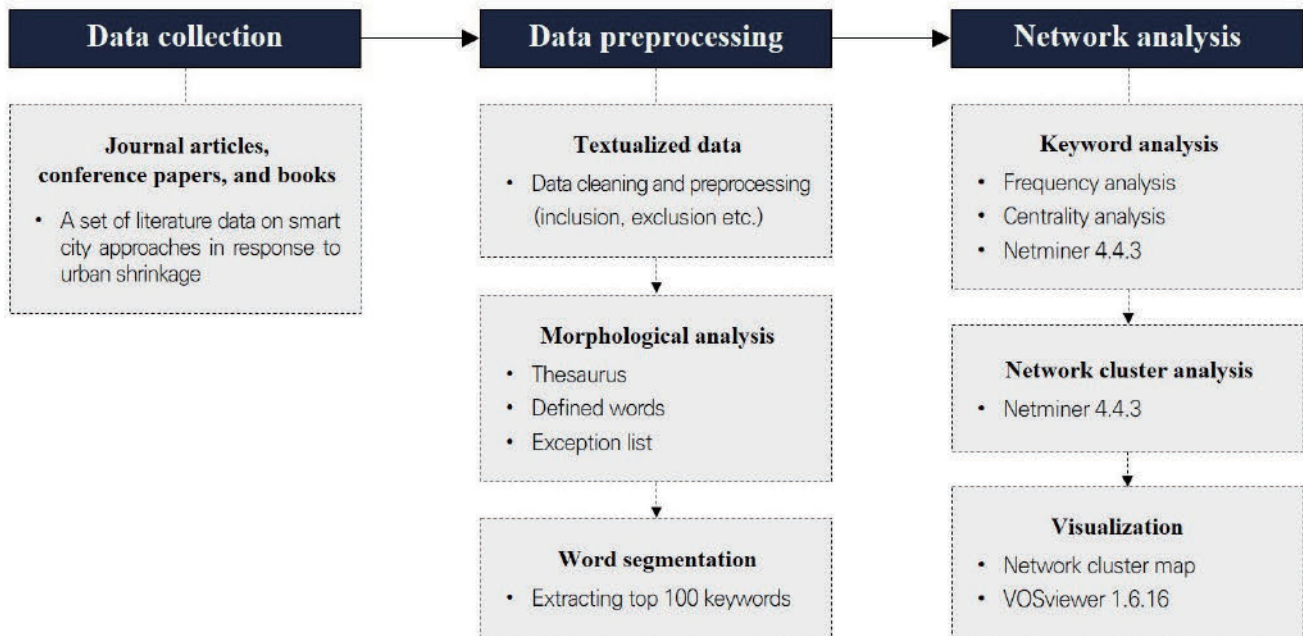 Data collection
Data preprocessing
Network analysis
Journal articles,
conference papers, and books
• A set of literature data on smart
city approaches in response to
urban shrinkage
Textualized data
• Data cleaning and preprocessing
(inclusion, exclusion etc.)
Morphological analysis
• Thesaurus
• Defined words
• Exception list
Word segmentation
• Extracting top 100 keywords
Keyword analysis
• Frequency analysis
• Centrality analysis
• Netminer 4.4.3
Network cluster analysis
• Netminer 4.4.3
Visualization
• Network cluster map
• VOSviewer 1.6.16